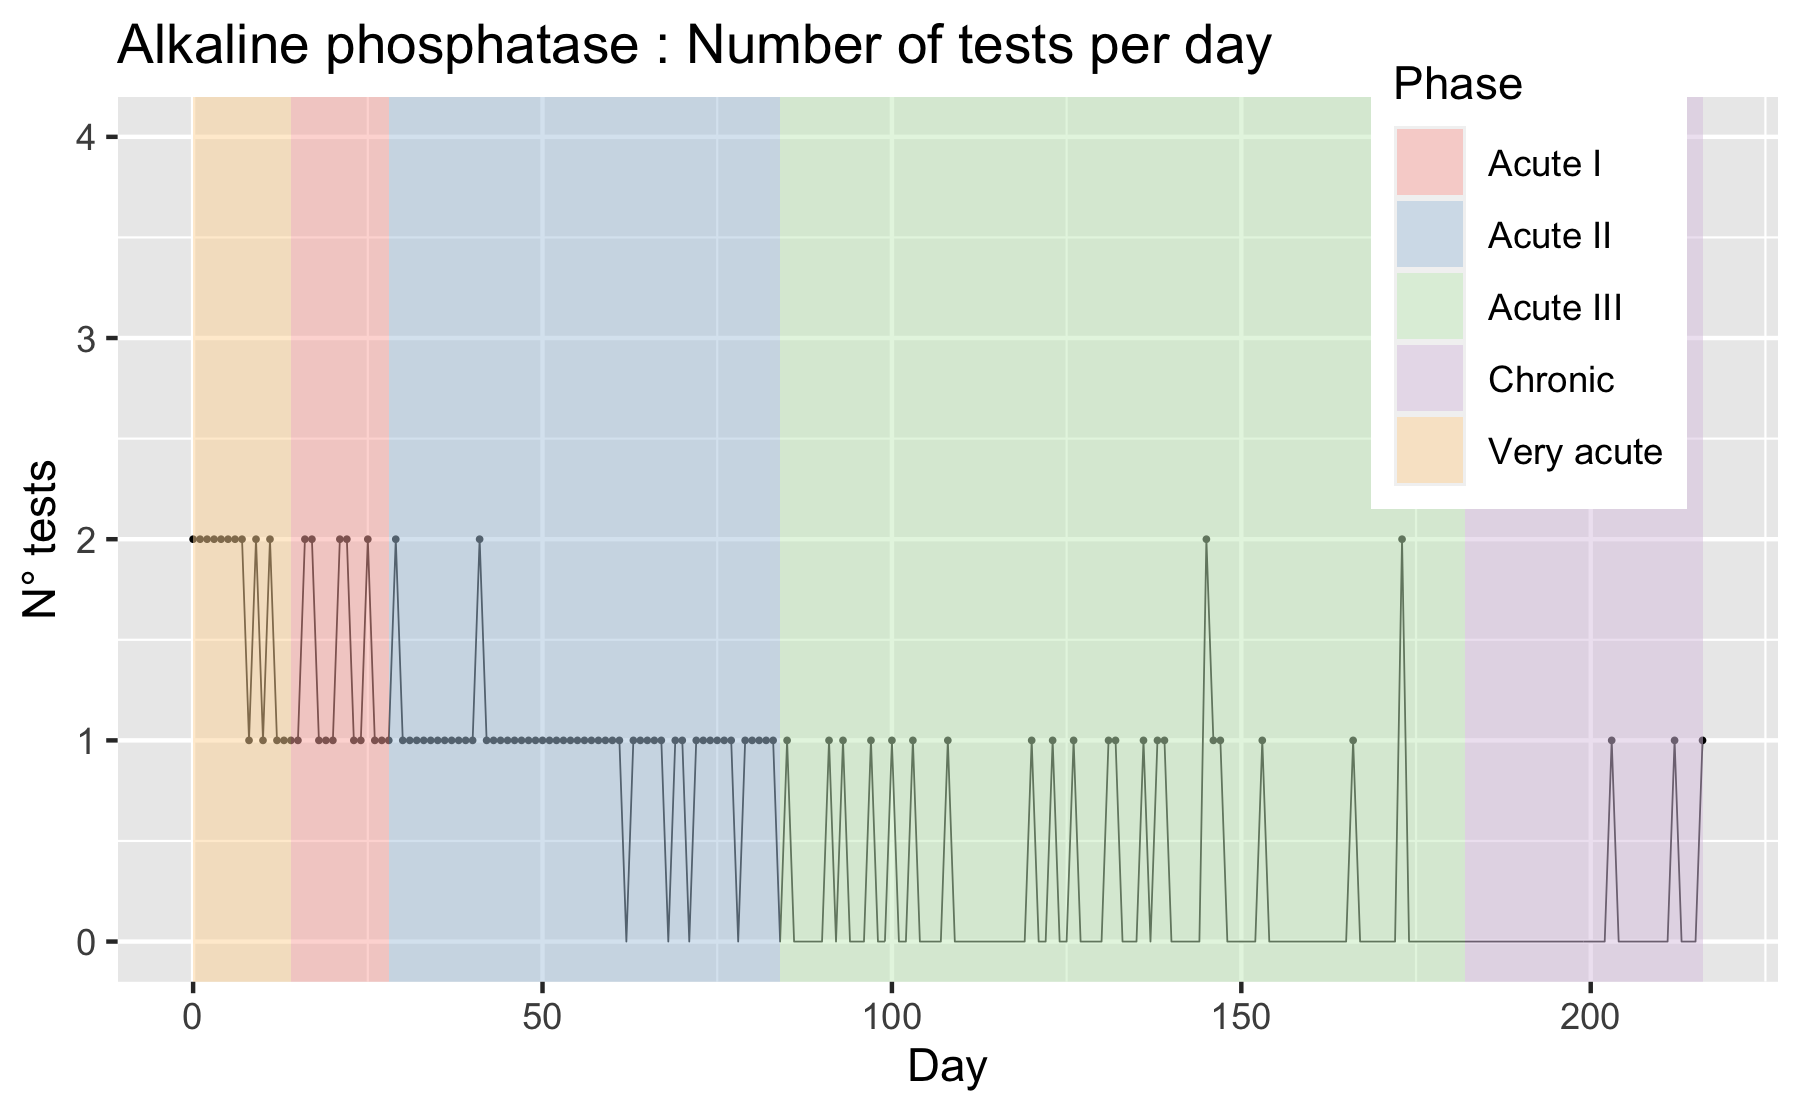 Alkaline phosphatase : Number of tests per day
Phase
Acute I
Acute II
Acute III
Chronic
Very acute
N° tests
4
3
2
1
0
0 50 100 150 200
Day